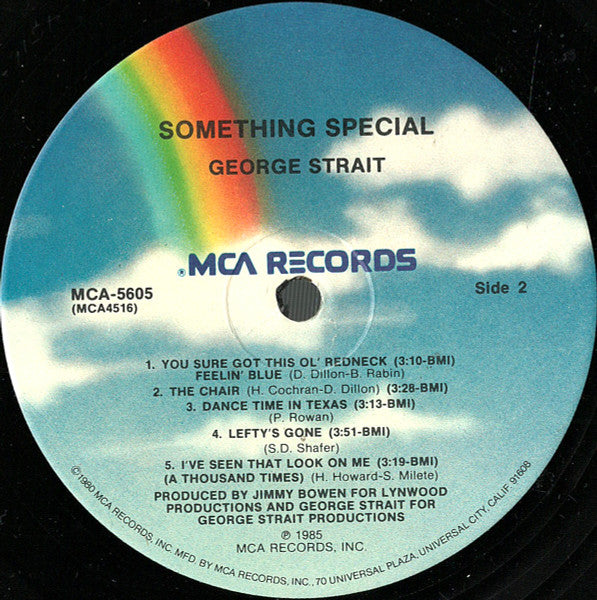 SOMETHING SPECIAL
GEORGE STRAIT
®MCA RECORDS
MCA-5605
(MCA4516)
Side 2
1. YOU SURE GOT THIS OL' REDNECK (3:10-BMI)
FEELIN' BLUE (D. Dillon-B. Rabin)
2. THE CHAIR (H. Cochran-D. Dillon) (3:28-BMI)
3. DANCE TIME IN TEXAS (3:13-BMI)
(P. Rowan)
4. LEFTY'S GONE (3:51-BMI)
(S.D. Shafer)
5. I'VE SEEN THAT LOOK ON ME (3:19-BMI)
(A THOUSAND TIMES) (H. Howard-S. Milete)
PRODUCED BY JIMMY BOWEN FOR LYNWOOD
PRODUCTIONS AND GEORGE STRAIT FOR
GEORGE STRAIT PRODUCTIONS
℗ 1985
MCA RECORDS, INC.
©1980 MCA RECORDS, INC. MFD. BY MCA RECORDS, INC., 70 UNIVERSAL PLAZA, UNIVERSAL CITY, CALIF. 91608